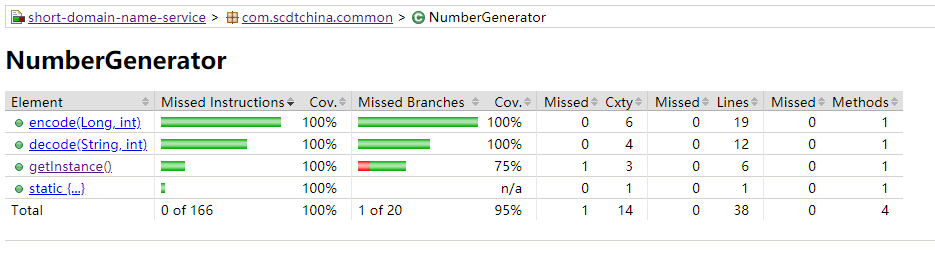 short-domain-name-service > com.scdtchina.common > NumberGenerator
NumberGenerator
Element Missed Instructions Cov. Missed Branches Cov. Missed Cxty Missed Lines Missed Methods
encode(Long, int) 100% 100% 0 6 0 19 0 1
decode(String, int) 100% 100% 0 4 0 12 0 1
getInstance() 100% 75% 1 3 0 6 0 1
static {...} 100% n/a 0 1 0 1 0 1
Total 0 of 166 100% 1 of 20 95% 1 14 0 38 0 4